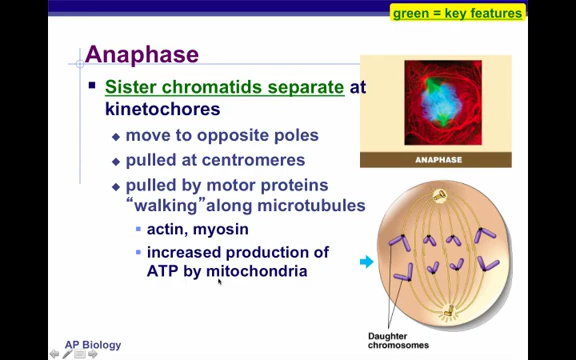 green = key features
Anaphase
Sister chromatids separate at
kinetochores
move to opposite poles
pulled at centromeres
pulled by motor proteins
“walking”along microtubules
actin, myosin
increased production of
ATP by mitochondria
ANAPHASE
Daughter
chromosomes
AP Biology